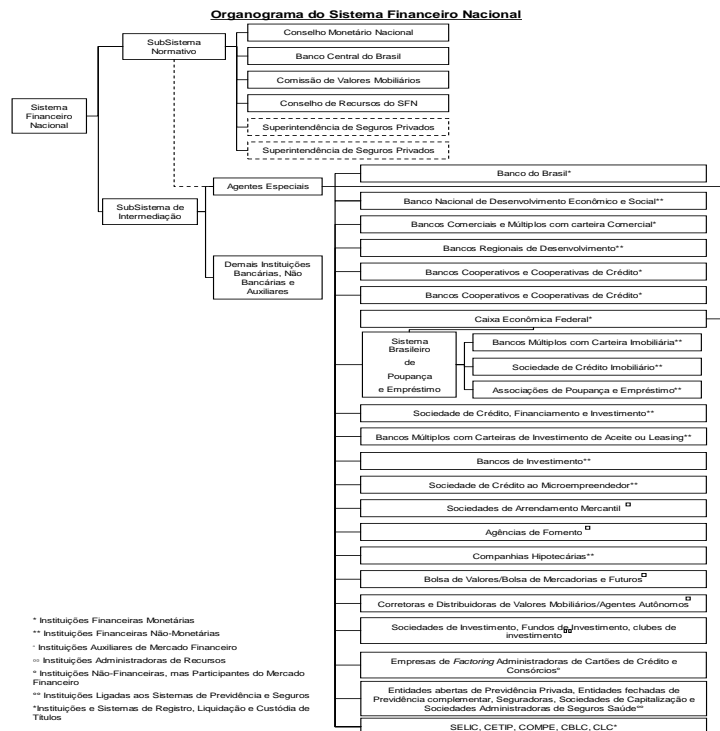 Organograma do Sistema Financeiro Nacional
Conselho Monetário Nacional
SubSistema
Normativo
Banco Central do Brasil
Comissão de Valores Mobiliários
Sistema
Financeiro
Nacional
Conselho de Recursos do SFN
Superintendência de Seguros Privados
Superintendência de Seguros Privados
Banco do Brasil*
Agentes Especiais
Banco Nacional de Desenvolvimento Econômico e Social**
SubSistema de
Intermediação
Bancos Comerciais e Múltiplos com carteira Comercial*
Bancos Regionais de Desenvolvimento**
Demais Instituições
Bancárias, Não
Bancárias e
Auxiliares
Bancos Cooperativos e Cooperativas de Crédito*
Bancos Cooperativos e Cooperativas de Crédito*
Caixa Econômica Federal*
Sistema
Brasileiro
de
Poupança
e Empréstimo
Bancos Múltiplos com Carteira Imobiliária**
Sociedade de Crédito Imobiliário**
Associações de Poupança e Empréstimo**
Sociedade de Crédito, Financiamento e Investimento**
Bancos Múltiplos com Carteiras de Investimento de Aceite ou Leasing**
Bancos de Investimento**
Sociedade de Crédito ao Microempreendedor**
Sociedades de Arrendamento Mercantil
Agências de Fomento
Companhias Hipotecárias**
Bolsa de Valores/Bolsa de Mercadorias e Futuros
Corretoras e Distribuidoras de Valores Mobiliários/Agentes Autônomos
Sociedades de Investimento, Fundos de Investimento, clubes de
investimento
Empresas de Factoring Administradoras de Cartões de Crédito e
Consórcios*
Entidades abertas de Previdência Privada, Entidades fechadas de
Previdência complementar, Seguradoras, Sociedades de Capitalização e
Sociedades Administradoras de Seguros Saúde**
SELIC, CETIP, COMPE, CBLC, CLC*
* Instituições Financeiras Monetárias
** Instituições Financeiras Não-Monetárias
Instituições Auxiliares de Mercado Financeiro
°° Instituições Administradoras de Recursos
* Instituições Não-Financeiras, mas Participantes do Mercado
Financeiro
** Instituições Ligadas aos Sistemas de Previdência e Seguros
*Instituições e Sistemas de Registro, Liquidação e Custódia de
Títulos